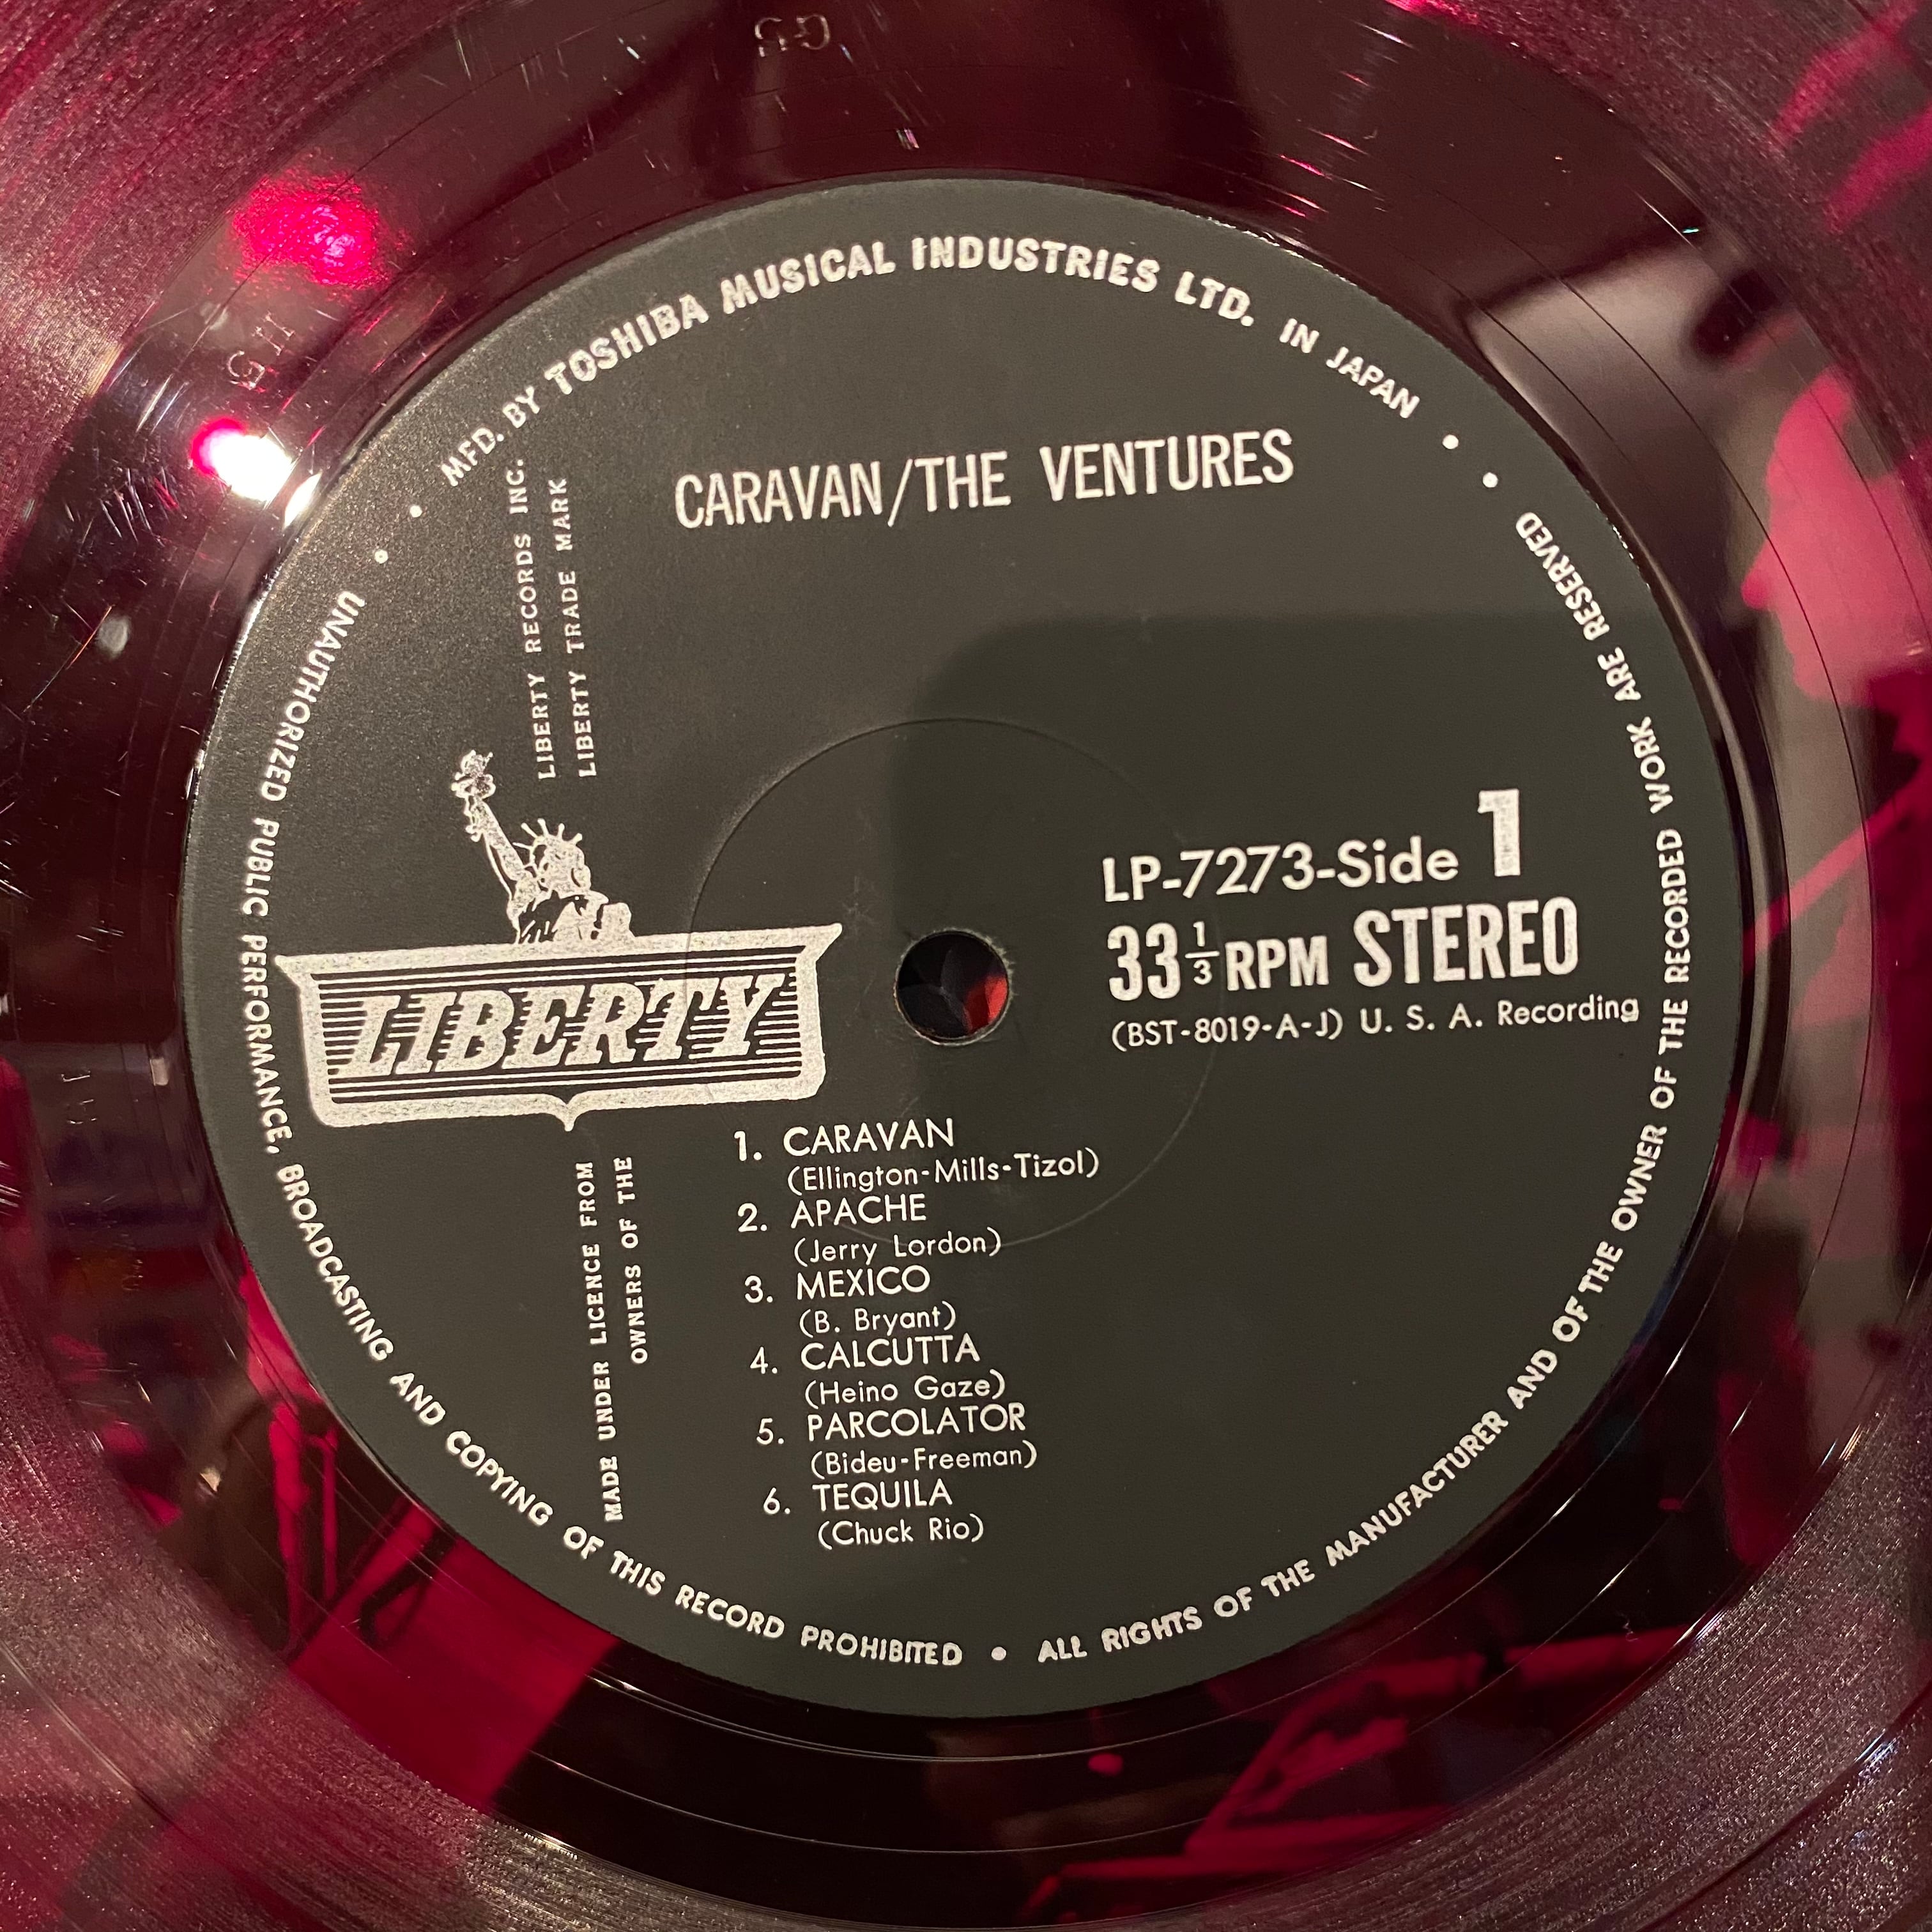 MFD. BY TOSHIBA MUSICAL INDUSTRIES LTD. IN JAPAN
CARAVAN/THE VENTURES
LIBERTY RECORDS INC.
LIBERTY TRADE MARK
LIBERTY
LP-7273-Side 1
33 1/3 RPM STEREO
(BST-8019-A-J) U. S. A. Recording
MADE UNDER LICENCE FROM
OWNERS OF THE
1. CARAVAN
(Ellington-Mills-Tizol)
2. APACHE
(Jerry Lordon)
3. MEXICO
(B. Bryant)
4. CALCUTTA
(Heino Gaze)
5. PARCOLATOR
(Bideu-Freeman)
6. TEQUILA
(Chuck Rio)
UNAUTHORIZED PUBLIC PERFORMANCE, BROADCASTING AND COPYING OF THIS RECORD PROHIBITED • ALL RIGHTS OF THE MANUFACTURER AND OF THE OWNER OF THE RECORDED WORK ARE RESERVED